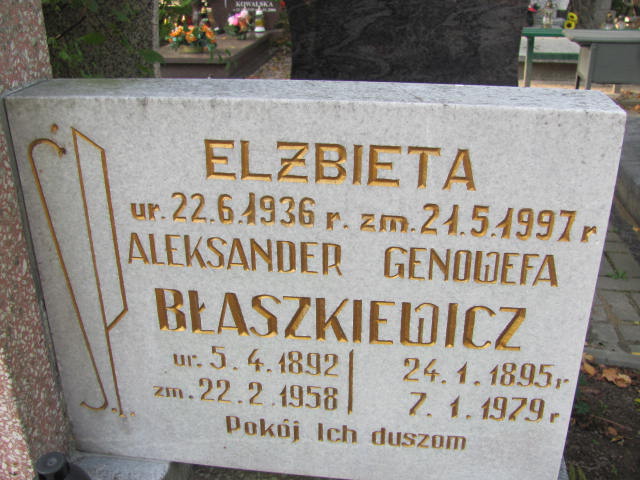 KOWALSKA
Ś.P.
ELŻBIETA
ur. 22.6.1936 r. zm. 21.5.1997 r
ALEKSANDER GENOWEFA
BŁASZKIEWICZ
ur. 5.4.1892 24.1.1895 r
zm. 22.2.1958 7.1.1979 r
Pokój Ich duszom